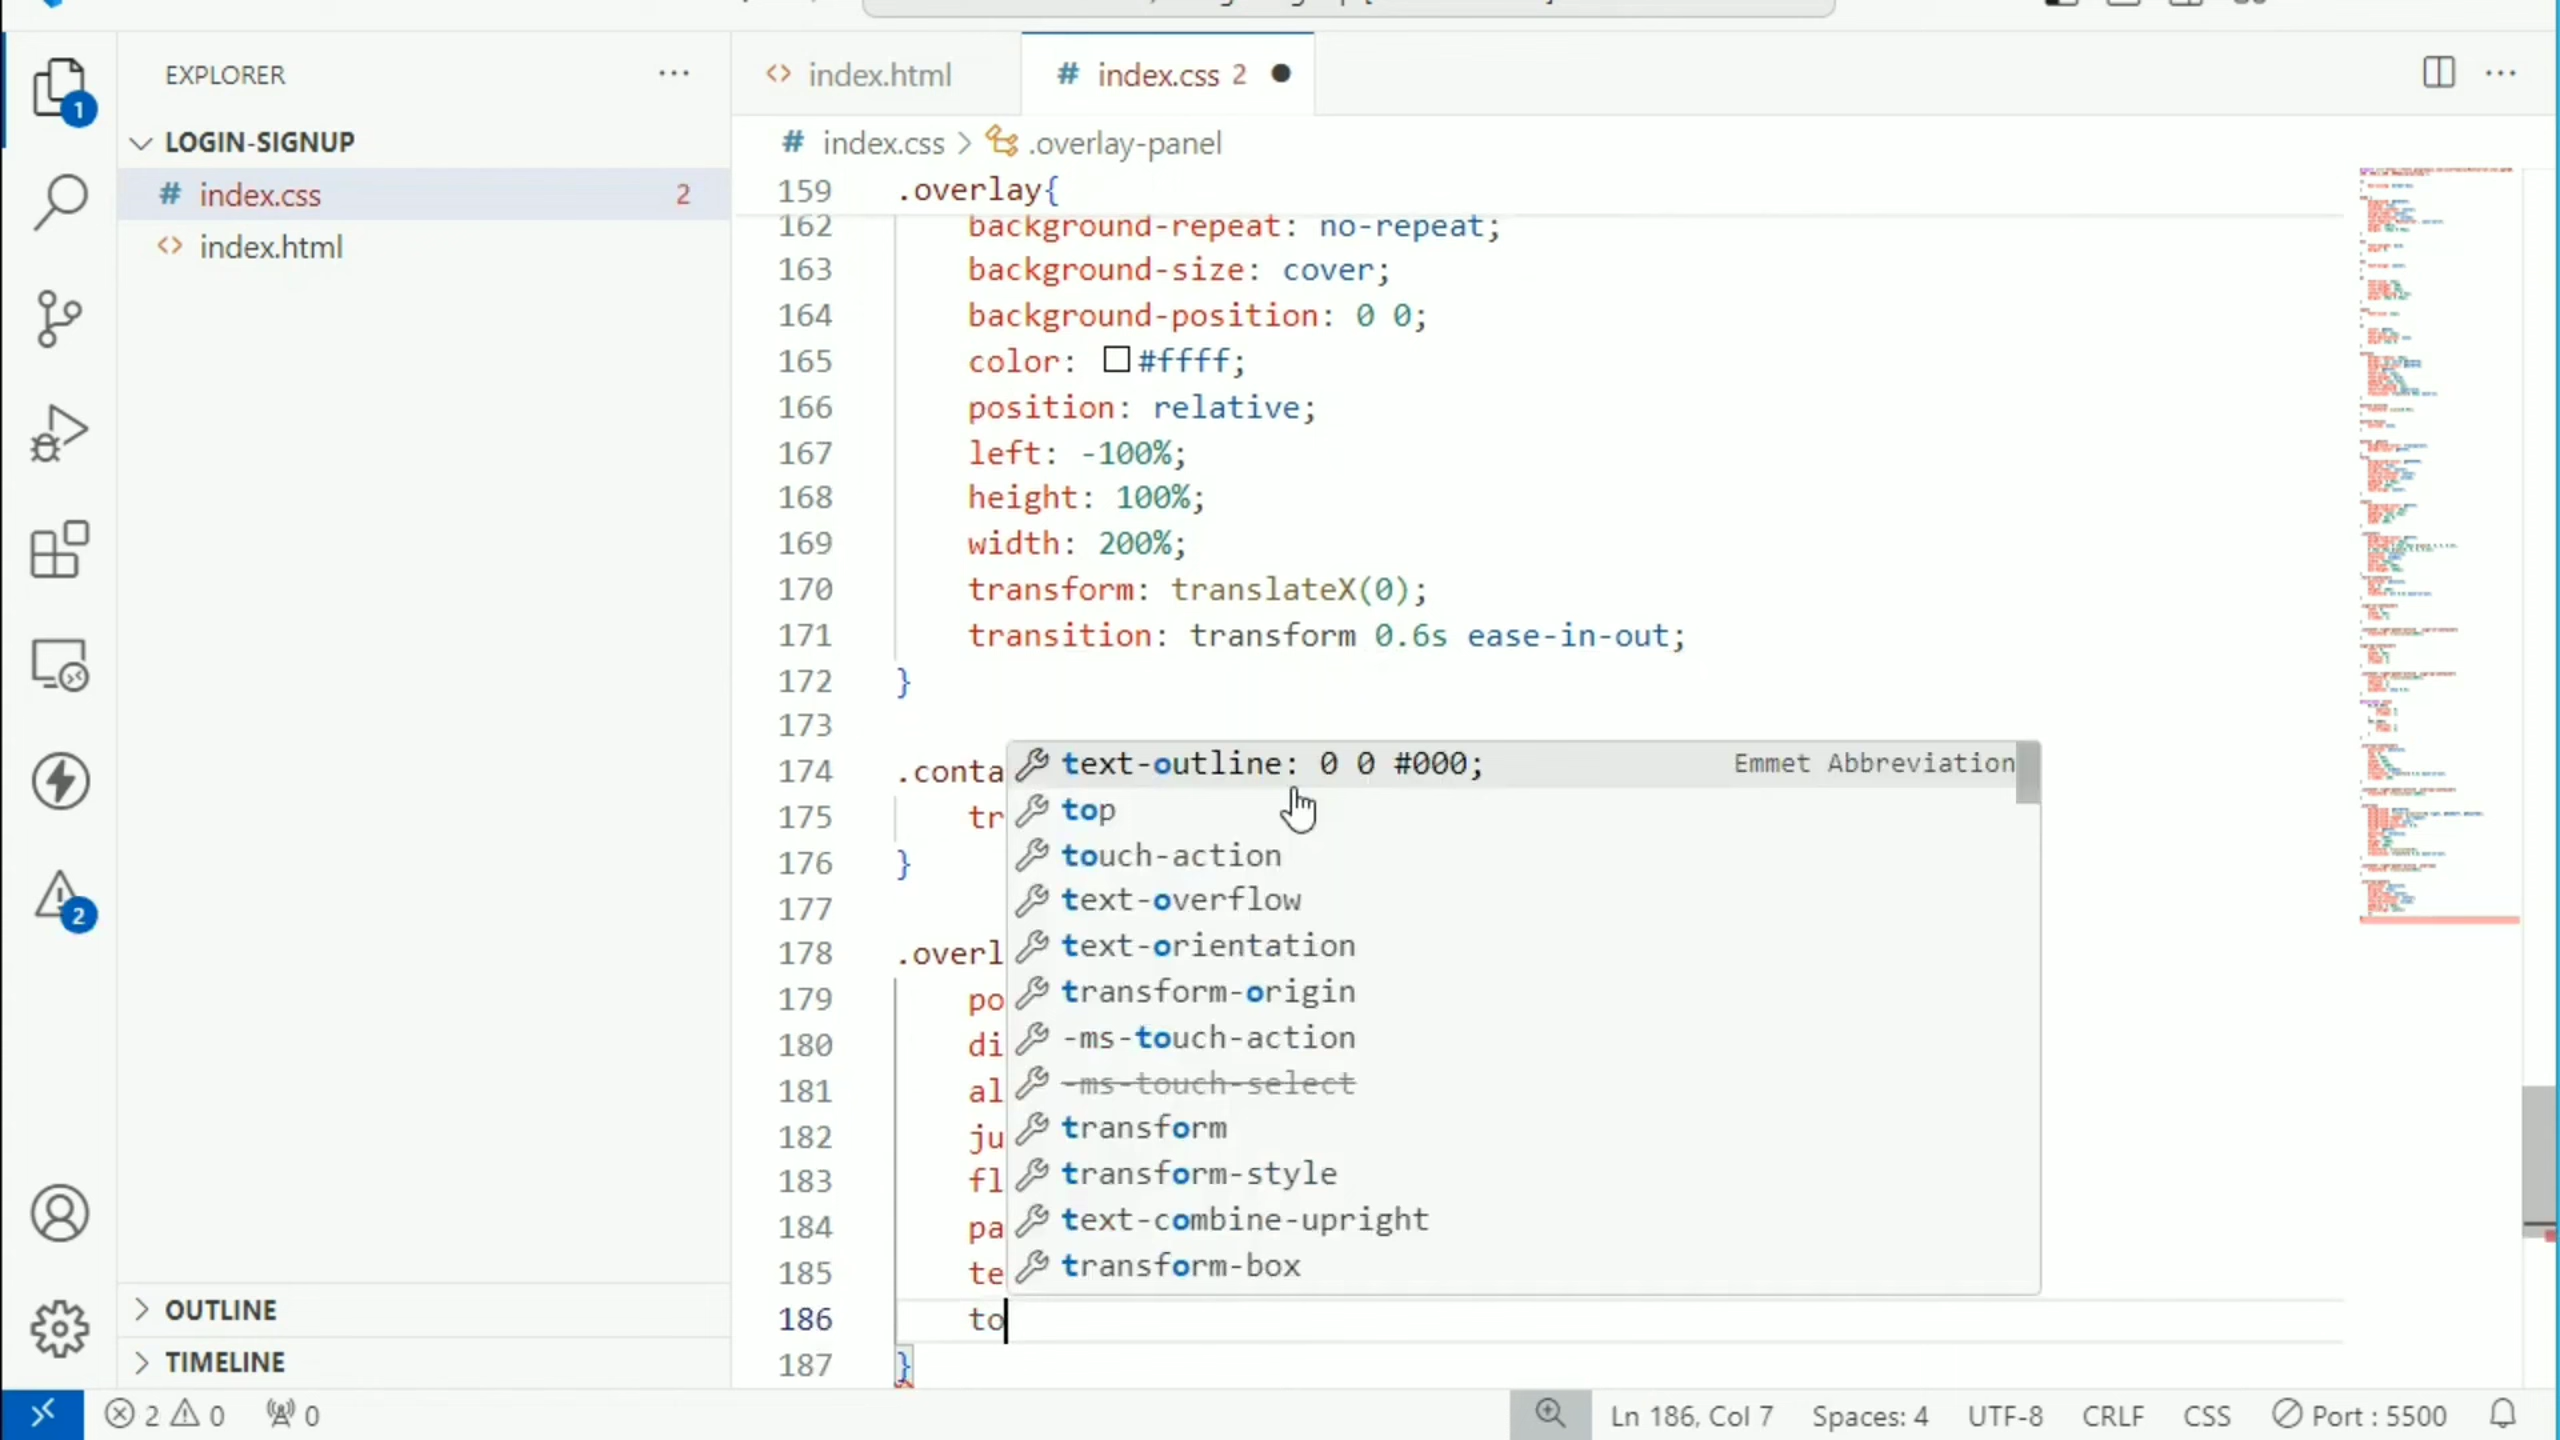 EXPLORER
1
LOGIN-SIGNUP
# index.css 2
<> index.html
2
OUTLINE
TIMELINE
<> index.html
# index.css 2
# index.css > .overlay-panel
159 .overlay{
162 background-repeat: no-repeat;
163 background-size: cover;
164 background-position: 0 0;
165 color: #ffff;
166 position: relative;
167 left: -100%;
168 height: 100%;
169 width: 200%;
170 transform: translateX(0);
171 transition: transform 0.6s ease-in-out;
172 }
173
174 .conta
175 tr
176 }
177
178 .overl
179 po
180 di
181 al
182 ju
183 fl
184 pa
185 te
186 to
187 }
text-outline: 0 0 #000; Emmet Abbreviation
top
touch-action
text-overflow
text-orientation
transform-origin
-ms-touch-action
-ms-touch-select
transform
transform-style
text-combine-upright
transform-box
2 0 0
Ln 186, Col 7 Spaces: 4 UTF-8 CRLF CSS Port : 5500